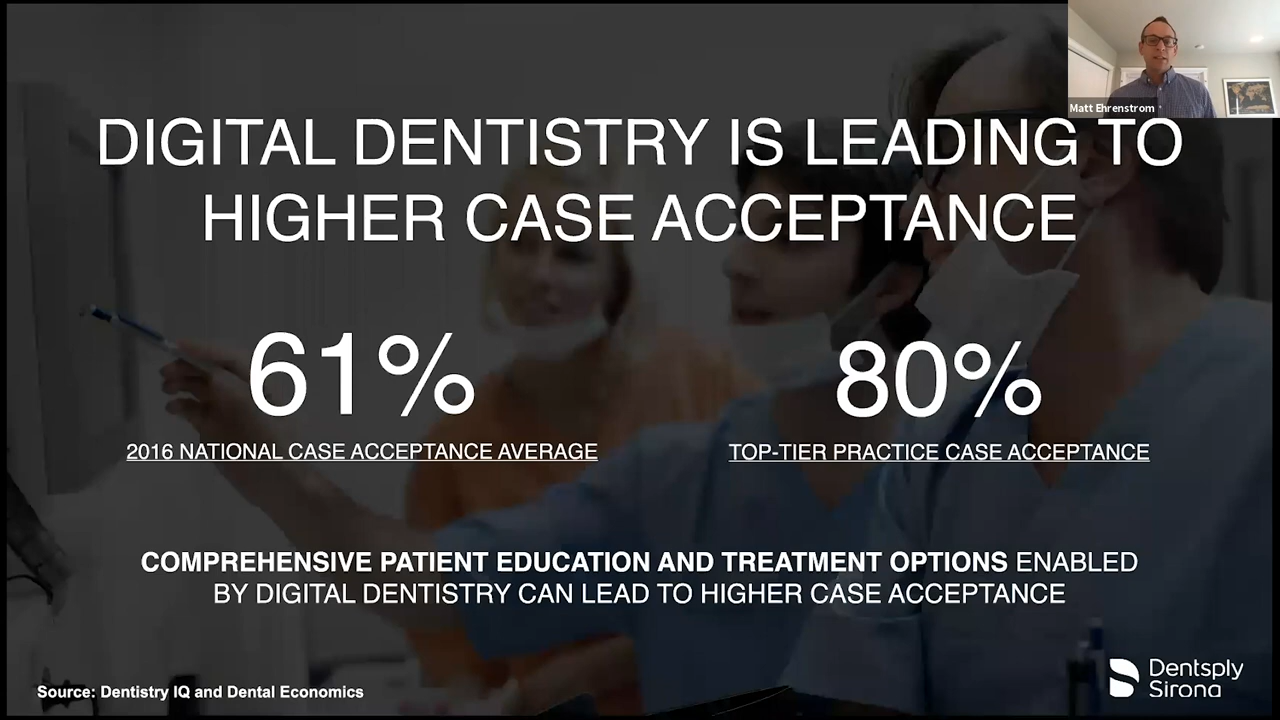 Matt Ehrenstrom
DIGITAL DENTISTRY IS LEADING TO
HIGHER CASE ACCEPTANCE
61%
2016 NATIONAL CASE ACCEPTANCE AVERAGE
80%
TOP-TIER PRACTICE CASE ACCEPTANCE
COMPREHENSIVE PATIENT EDUCATION AND TREATMENT OPTIONS ENABLED
BY DIGITAL DENTISTRY CAN LEAD TO HIGHER CASE ACCEPTANCE
Source: Dentistry IQ and Dental Economics
Dentsply
Sirona